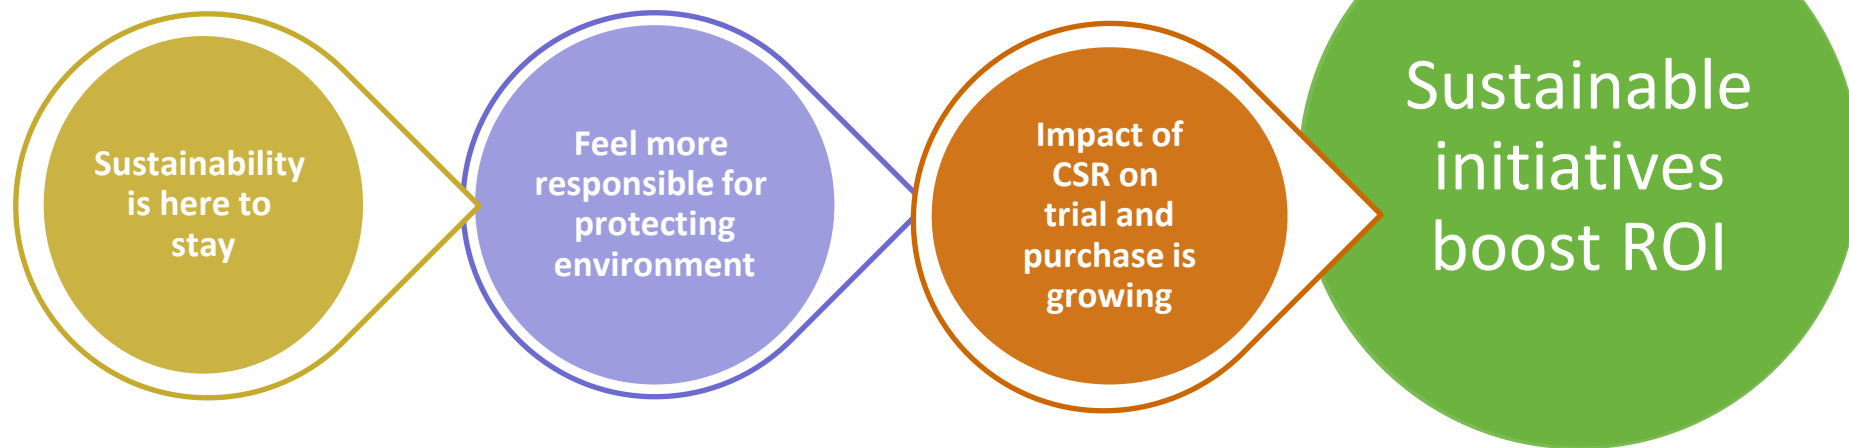 Sustainability
is here to
stay
Feel more
responsible for
protecting
environment
Impact of
CSR on
trial and
purchase is
growing
Sustainable
initiatives
boost ROI